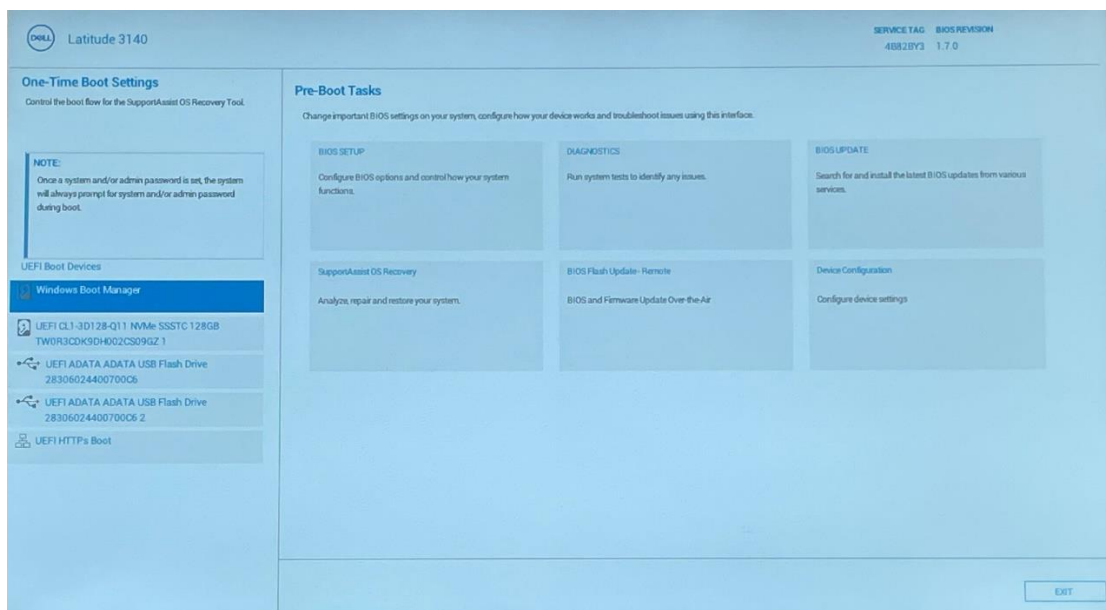 DELL
Latitude 3140
SERVICE TAG BIOS REVISION
4BB2BY3 1.7.0
One-Time Boot Settings
Control the boot flow for the SupportAssist OS Recovery Tool.
NOTE:
Once a system and/or admin password is set, the system
will always prompt for system and/or admin password
during boot.
UEFI Boot Devices
Windows Boot Manager
UEFI CL1-3D128-Q11 NVMe SSSTC 128GB
TW0R3CDK9DH002CS09GZ 1
UEFI ADATA ADATA USB Flash Drive
28306024400700C6
UEFI ADATA ADATA USB Flash Drive
28306024400700C6 2
UEFI HTTPs Boot
Pre-Boot Tasks
Change important BIOS settings on your system, configure how your device works and troubleshoot issues using this interface.
BIOS SETUP
Configure BIOS options and control how your system
functions.
DIAGNOSTICS
Run system tests to identify any issues.
BIOS UPDATE
Search for and install the latest BIOS updates from various
services.
SupportAssist OS Recovery
Analyze, repair and restore your system.
BIOS Flash Update - Remote
BIOS and Firmware Update Over-the-Air
Device Configuration
Configure device settings
EXIT